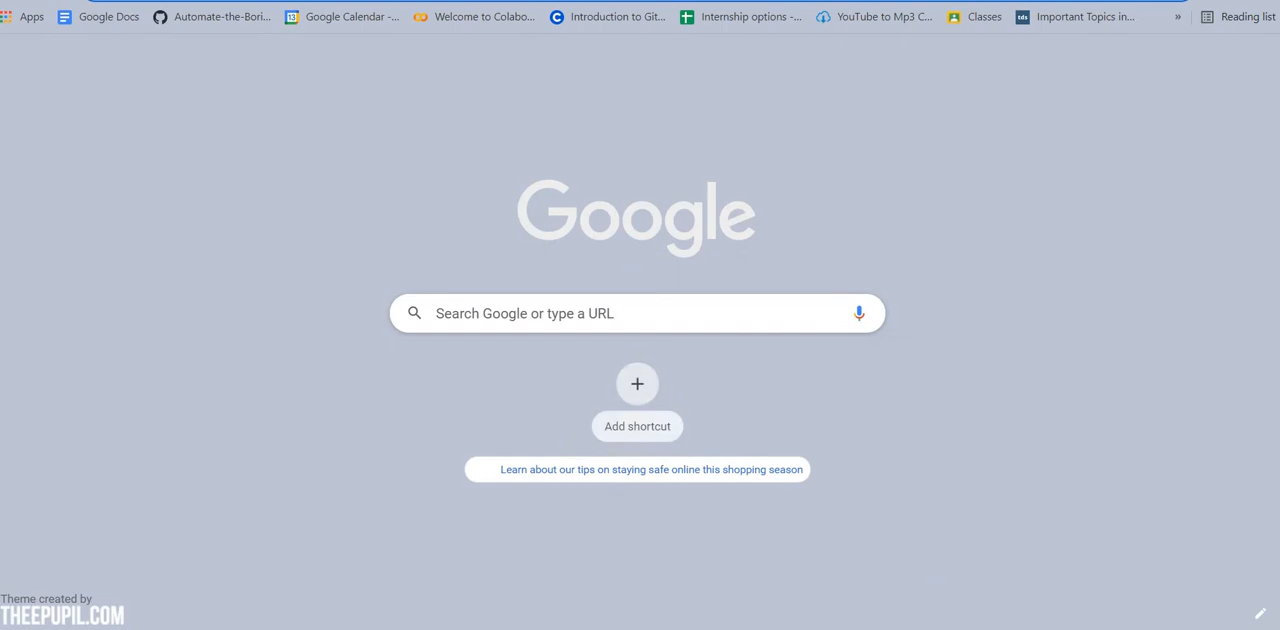 Apps Google Docs Automate-the-Bori... Google Calendar -... Welcome to Colabo... Introduction to Git... Internship options -... YouTube to Mp3 C... Classes tds Important Topics in... » Reading list
Google
Search Google or type a URL
Add shortcut
Learn about our tips on staying safe online this shopping season
Theme created by
THEEPUPIL.COM